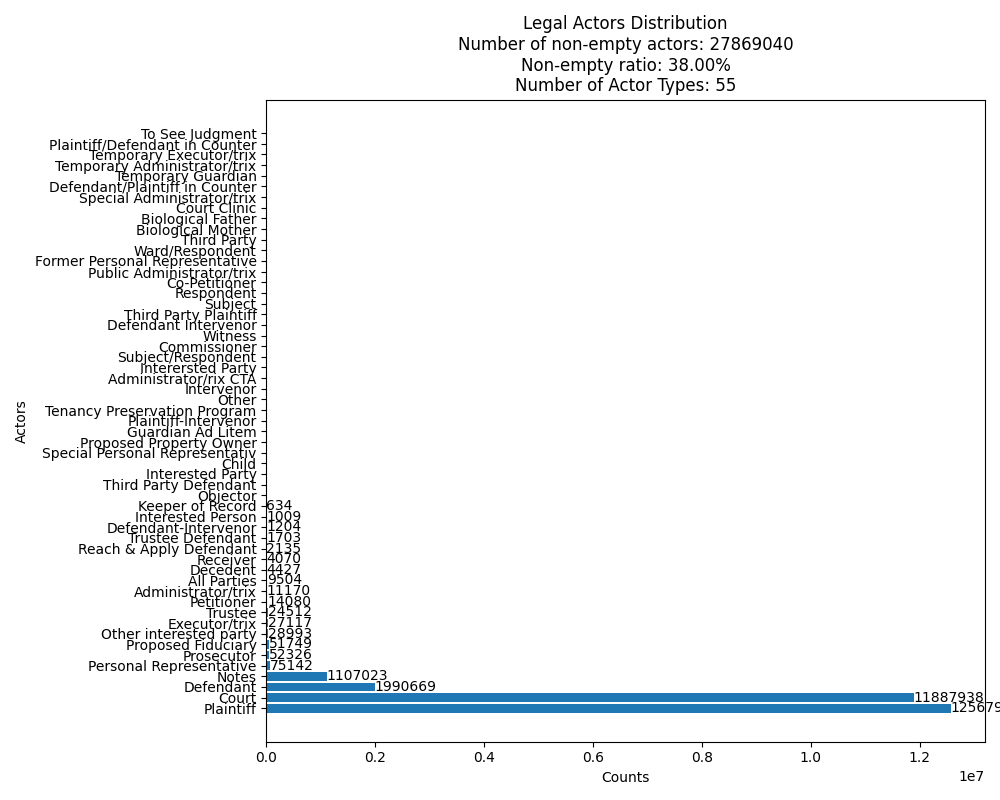 Legal Actors Distribution
Number of non-empty actors: 27869040
Non-empty ratio: 38.00%
Number of Actor Types: 55
To See Judgment
Plaintiff/Defendant in Counter
Temporary Executor/trix
Temporary Administrator/trix
Temporary Guardian
Defendant/Plaintiff in Counter
Special Administrator/trix
Court Clinic
Biological Father
Biological Mother
Third Party
Ward/Respondent
Former Personal Representative
Public Administrator/trix
Co-Petitioner
Respondent
Subject
Third Party Plaintiff
Defendant Intervenor
Witness
Commissioner
Subject/Respondent
Interersted Party
Administrator/rix CTA
Intervenor
Other
Tenancy Preservation Program
Plaintiff-Intervenor
Guardian Ad Litem
Proposed Property Owner
Special Personal Representativ
Child
Interested Party
Third Party Defendant
Objector
Keeper of Record 634
Interested Person 1009
Defendant-Intervenor 1204
Trustee Defendant 1703
Reach & Apply Defendant 2135
Receiver 4070
Decedent 4427
All Parties 9504
Administrator/trix 11170
Petitioner 14080
Trustee 24512
Executor/trix 27117
Other interested party 28993
Proposed Fiduciary 51749
Prosecutor 52326
Personal Representative 75142
Notes 1107023
Defendant 1990669
Court 11887938
Plaintiff 125679
Actors
0.0 0.2 0.4 0.6 0.8 1.0 1.2
1e7
Counts